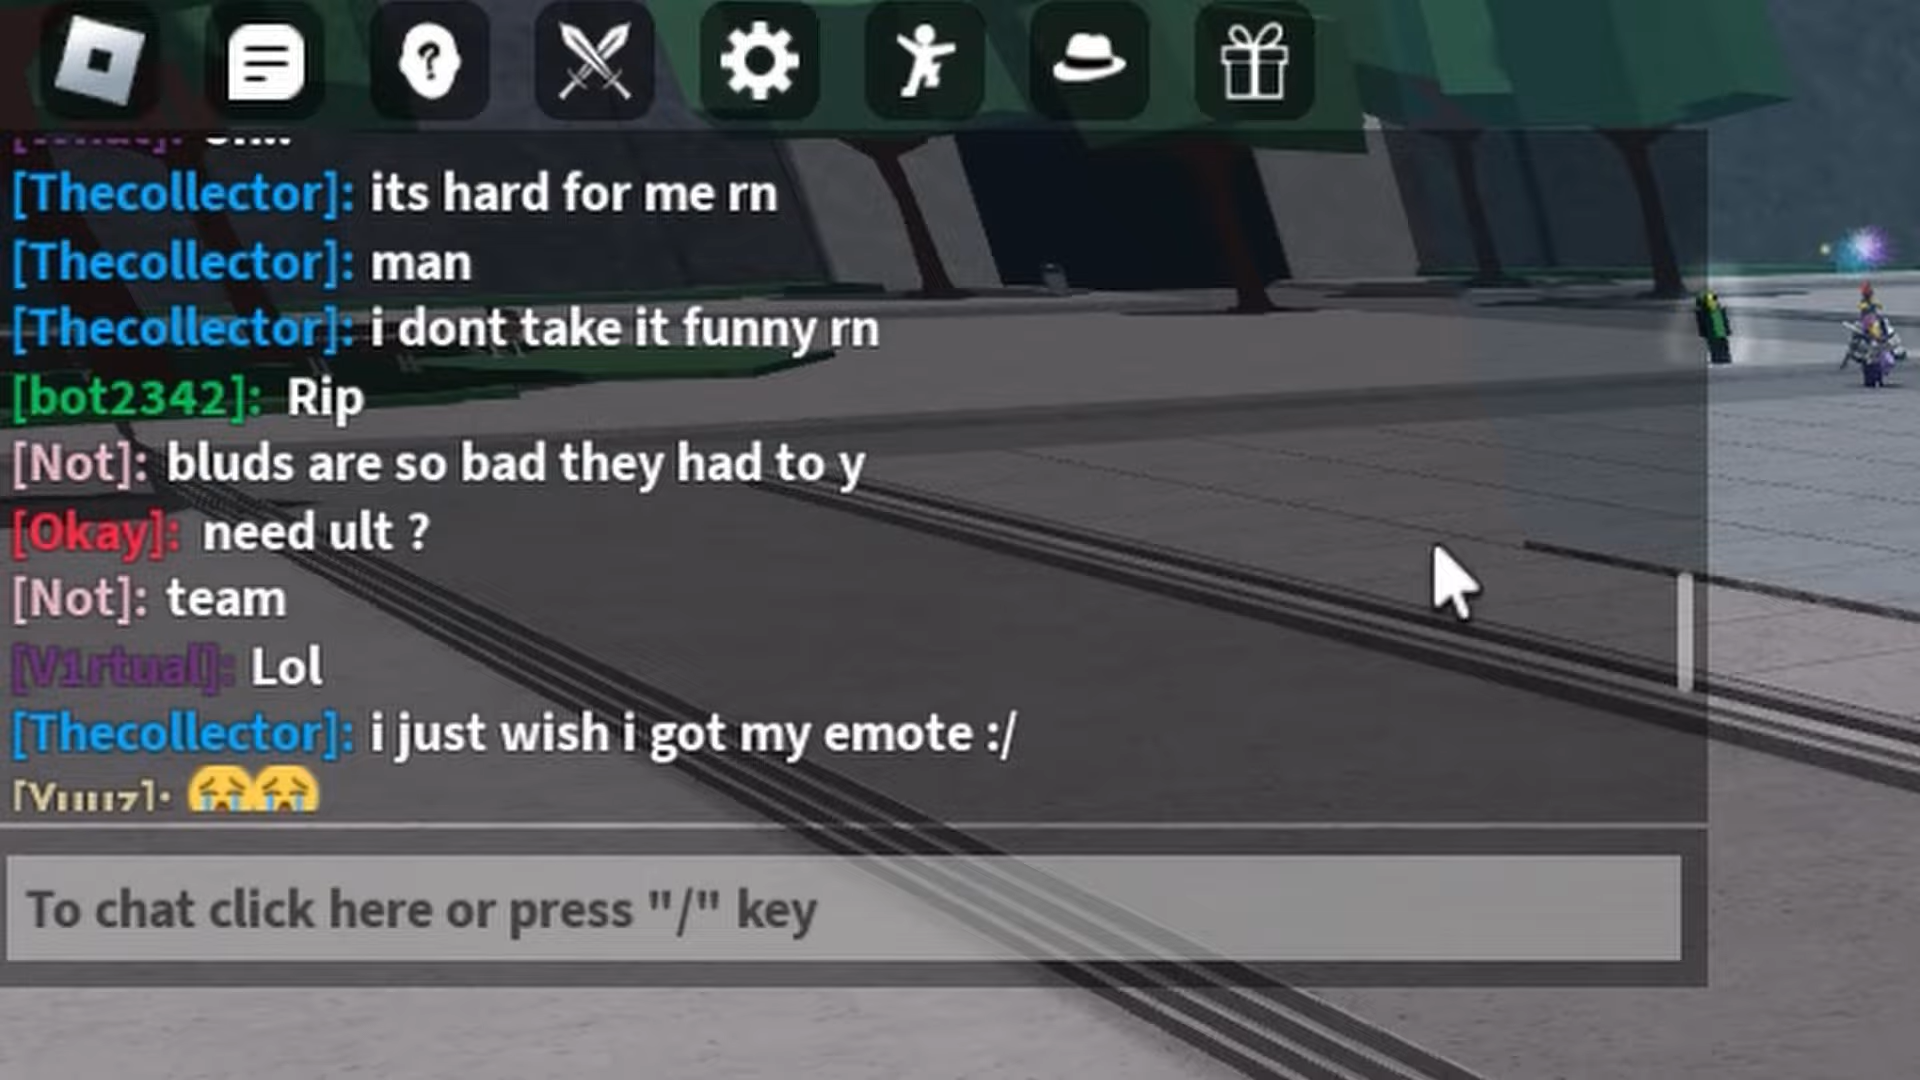 [Thecollector]: its hard for me rn
[Thecollector]: man
[Thecollector]: i dont take it funny rn
[bot2342]: Rip
[Not]: bluds are so bad they had to y
[Okay]: need ult ?
[Not]: team
[V1rtual]: Lol
[Thecollector]: i just wish i got my emote :/
😭😭
To chat click here or press "/" key